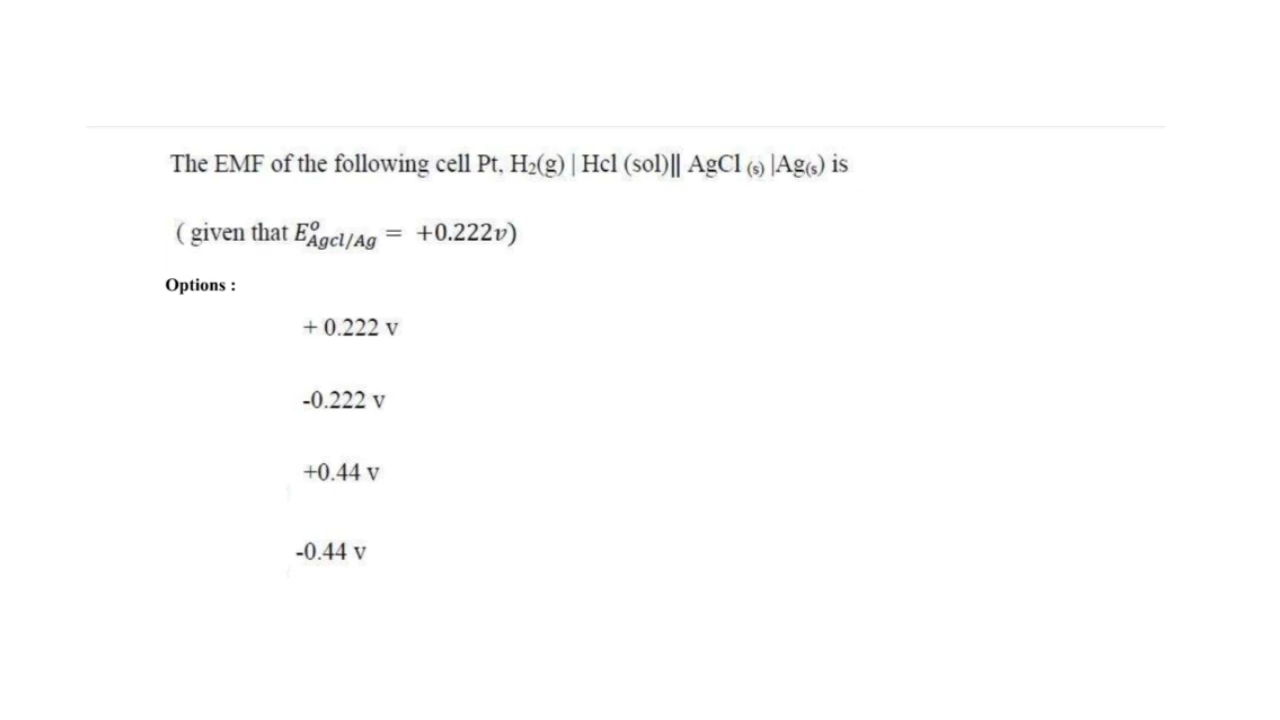 The EMF of the following cell Pt, H₂(g) | Hcl (sol)|| AgCl (s) |Ag(s) is
( given that E°Agcl/Ag = +0.222v)
Options :
+ 0.222 v
-0.222 v
+0.44 v
-0.44 v